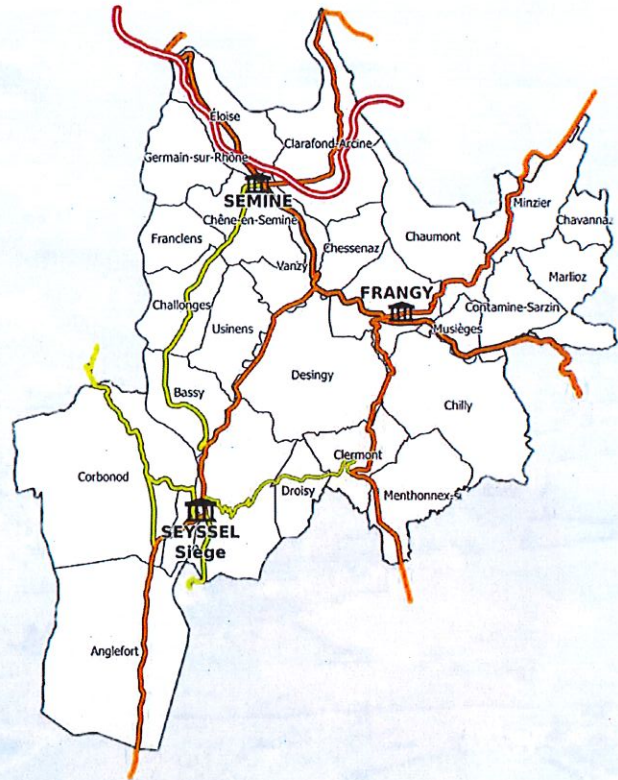 Éloise
Clarafond-Arcine
Germain-sur-Rhône
SEMINE
Minzier
Chêne-en-Semine
Chavannaz
Franclens
Chessenaz
Chaumont
Vanzy
Marlioz
FRANGY
Challonges
Contamine-Sarzin
Usinens
Musièges
Desingy
Bassy
Chilly
Clermont
Corbonod
Droisy
Menthonnex-
SEYSSEL
Siège
Anglefort